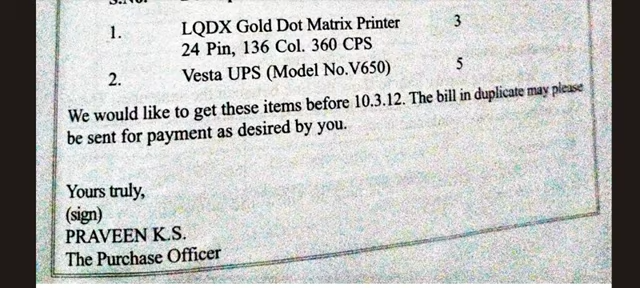 S.No.
1. LQDX Gold Dot Matrix Printer 3
24 Pin, 136 Col. 360 CPS
2. Vesta UPS (Model No.V650) 5
We would like to get these items before 10.3.12. The bill in duplicate may please
be sent for payment as desired by you.
Yours truly,
(sign)
PRAVEEN K.S.
The Purchase Officer